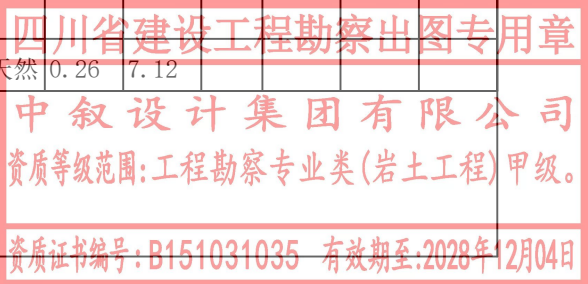 四川省建设工程勘察出图专用章
天然 0.26 7.12
中叙设计集团有限公司
资质等级范围:工程勘察专业类(岩土工程)甲级。
资质证书编号:B151031035 有效期至:2028年12月04日